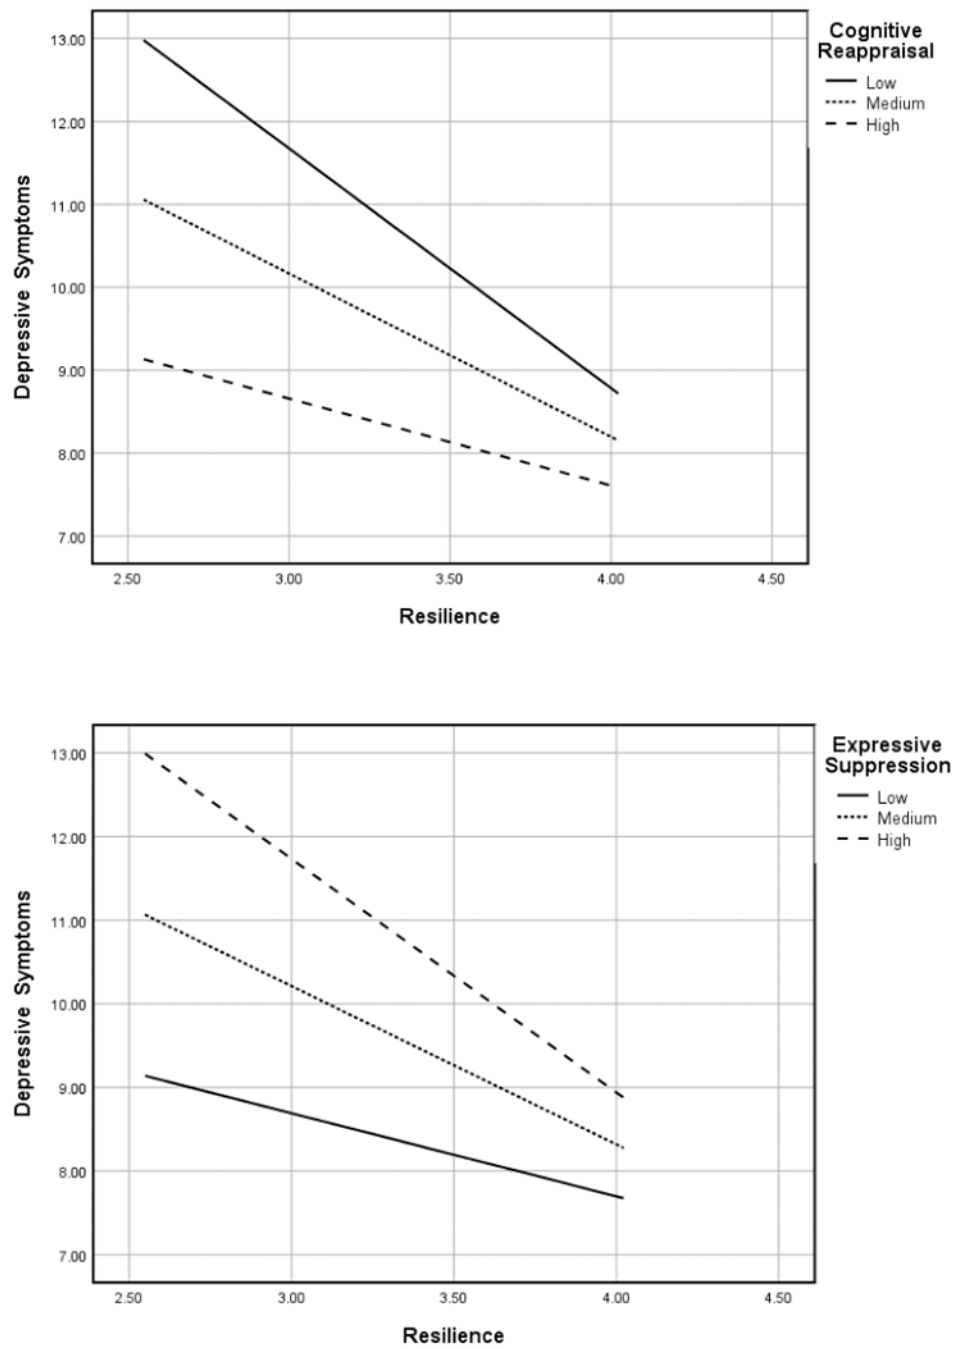 Cognitive
Reappraisal
Low
Medium
High
13.00
12.00
11.00
10.00
9.00
8.00
7.00
Depressive Symptoms
2.50 3.00 3.50 4.00 4.50
Resilience
Expressive
Suppression
Low
Medium
High
13.00
12.00
11.00
10.00
9.00
8.00
7.00
Depressive Symptoms
2.50 3.00 3.50 4.00 4.50
Resilience